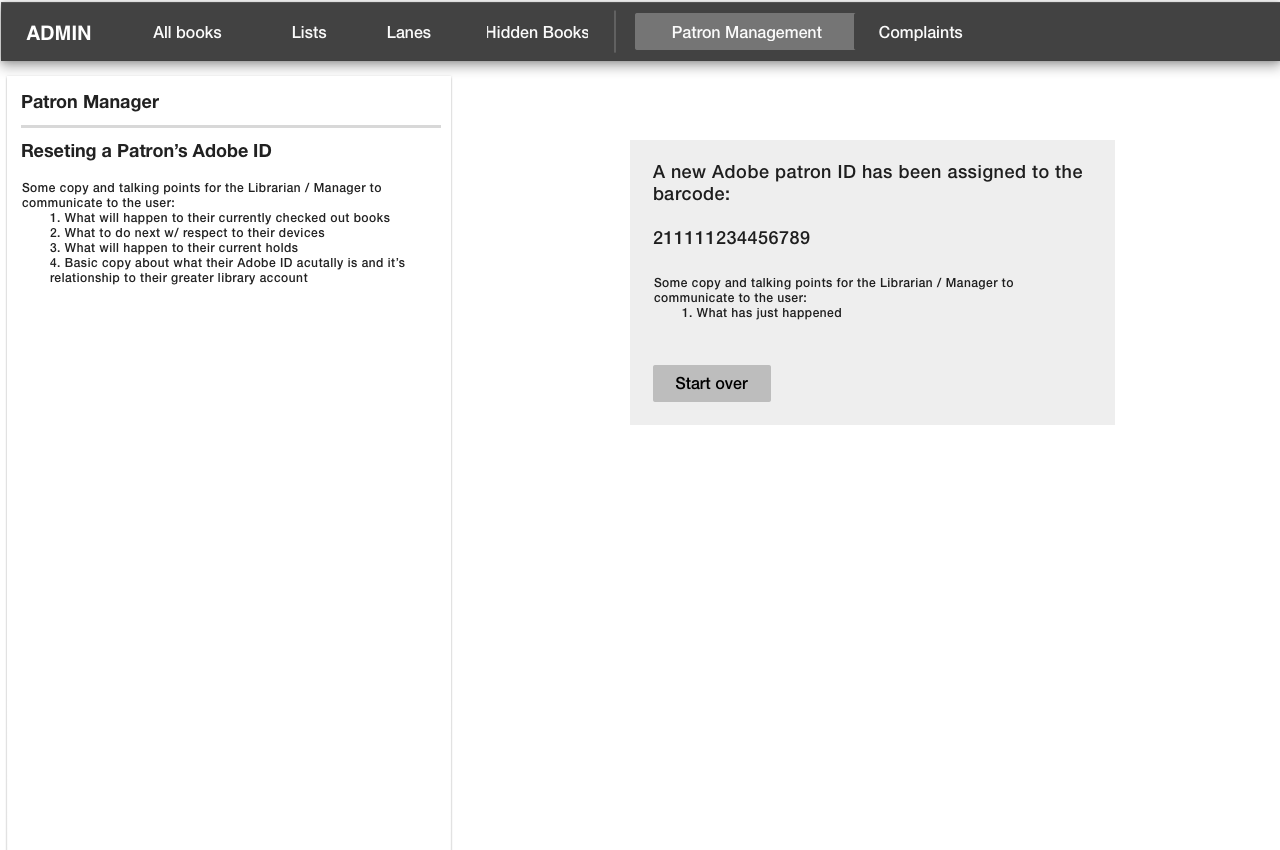 ADMIN All books Lists Lanes Hidden Books Patron Management Complaints
Patron Manager
Reseting a Patron’s Adobe ID
Some copy and talking points for the Librarian / Manager to
communicate to the user:
1. What will happen to their currently checked out books
2. What to do next w/ respect to their devices
3. What will happen to their current holds
4. Basic copy about what their Adobe ID acutally is and it’s
relationship to their greater library account
A new Adobe patron ID has been assigned to the
barcode:
211111234456789
Some copy and talking points for the Librarian / Manager to
communicate to the user:
1. What has just happened
Start over